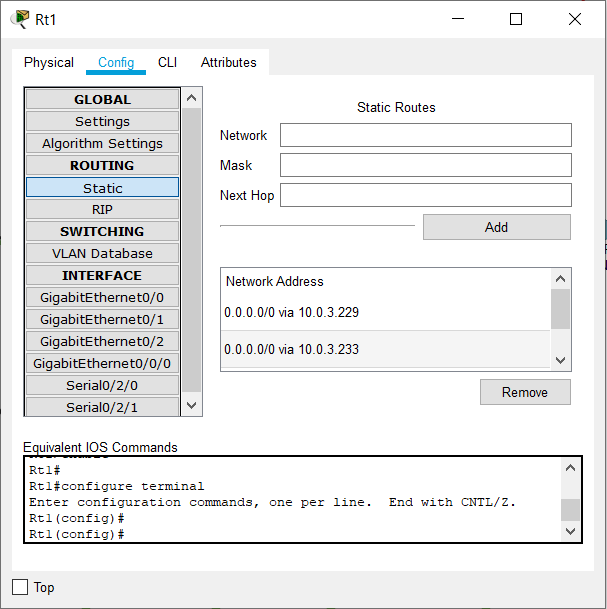 Rt1
Physical Config CLI Attributes
GLOBAL
Settings
Algorithm Settings
ROUTING
Static
RIP
SWITCHING
VLAN Database
INTERFACE
GigabitEthernet0/0
GigabitEthernet0/1
GigabitEthernet0/2
GigabitEthernet0/0/0
Serial0/2/0
Serial0/2/1
Static Routes
Network
Mask
Next Hop
Add
Network Address
0.0.0.0/0 via 10.0.3.229
0.0.0.0/0 via 10.0.3.233
Remove
Equivalent IOS Commands
Rt1#
Rt1#configure terminal
Enter configuration commands, one per line.  End with CNTL/Z.
Rt1(config)#
Rt1(config)#
Top